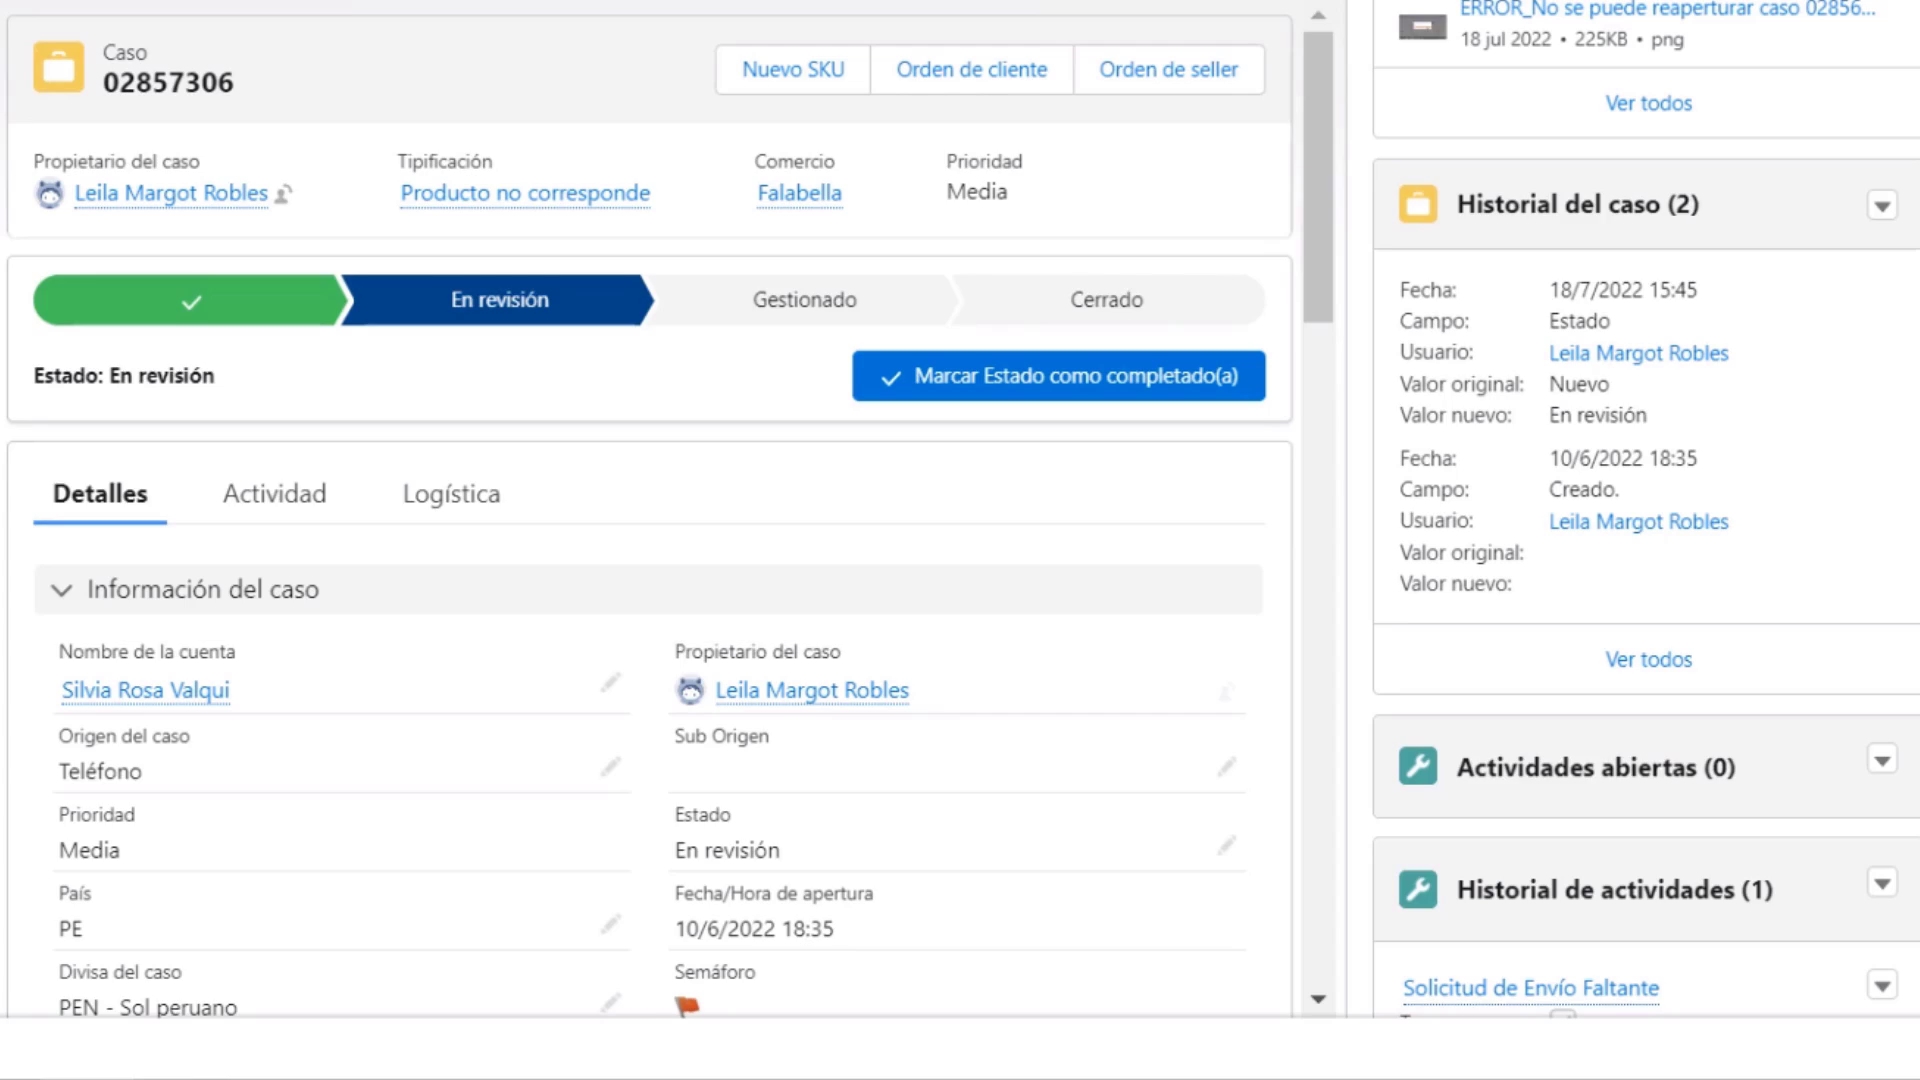 Caso
02857306
Nuevo SKU
Orden de cliente
Orden de seller
Propietario del caso
Leila Margot Robles
Tipificación
Producto no corresponde
Comercio
Falabella
Prioridad
Media
En revisión
Gestionado
Cerrado
Estado: En revisión
Marcar Estado como completado(a)
Detalles
Actividad
Logística
Información del caso
Nombre de la cuenta
Silvia Rosa Valqui
Propietario del caso
Leila Margot Robles
Origen del caso
Teléfono
Sub Origen
Prioridad
Media
Estado
En revisión
País
PE
Fecha/Hora de apertura
10/6/2022 18:35
Divisa del caso
PEN - Sol peruano
Semáforo
ERROR_No se puede reaperturar caso 02856...
18 jul 2022 • 225KB • png
Ver todos
Historial del caso (2)
Fecha: 18/7/2022 15:45
Campo: Estado
Usuario: Leila Margot Robles
Valor original: Nuevo
Valor nuevo: En revisión
Fecha: 10/6/2022 18:35
Campo: Creado.
Usuario: Leila Margot Robles
Valor original:
Valor nuevo:
Ver todos
Actividades abiertas (0)
Historial de actividades (1)
Solicitud de Envío Faltante